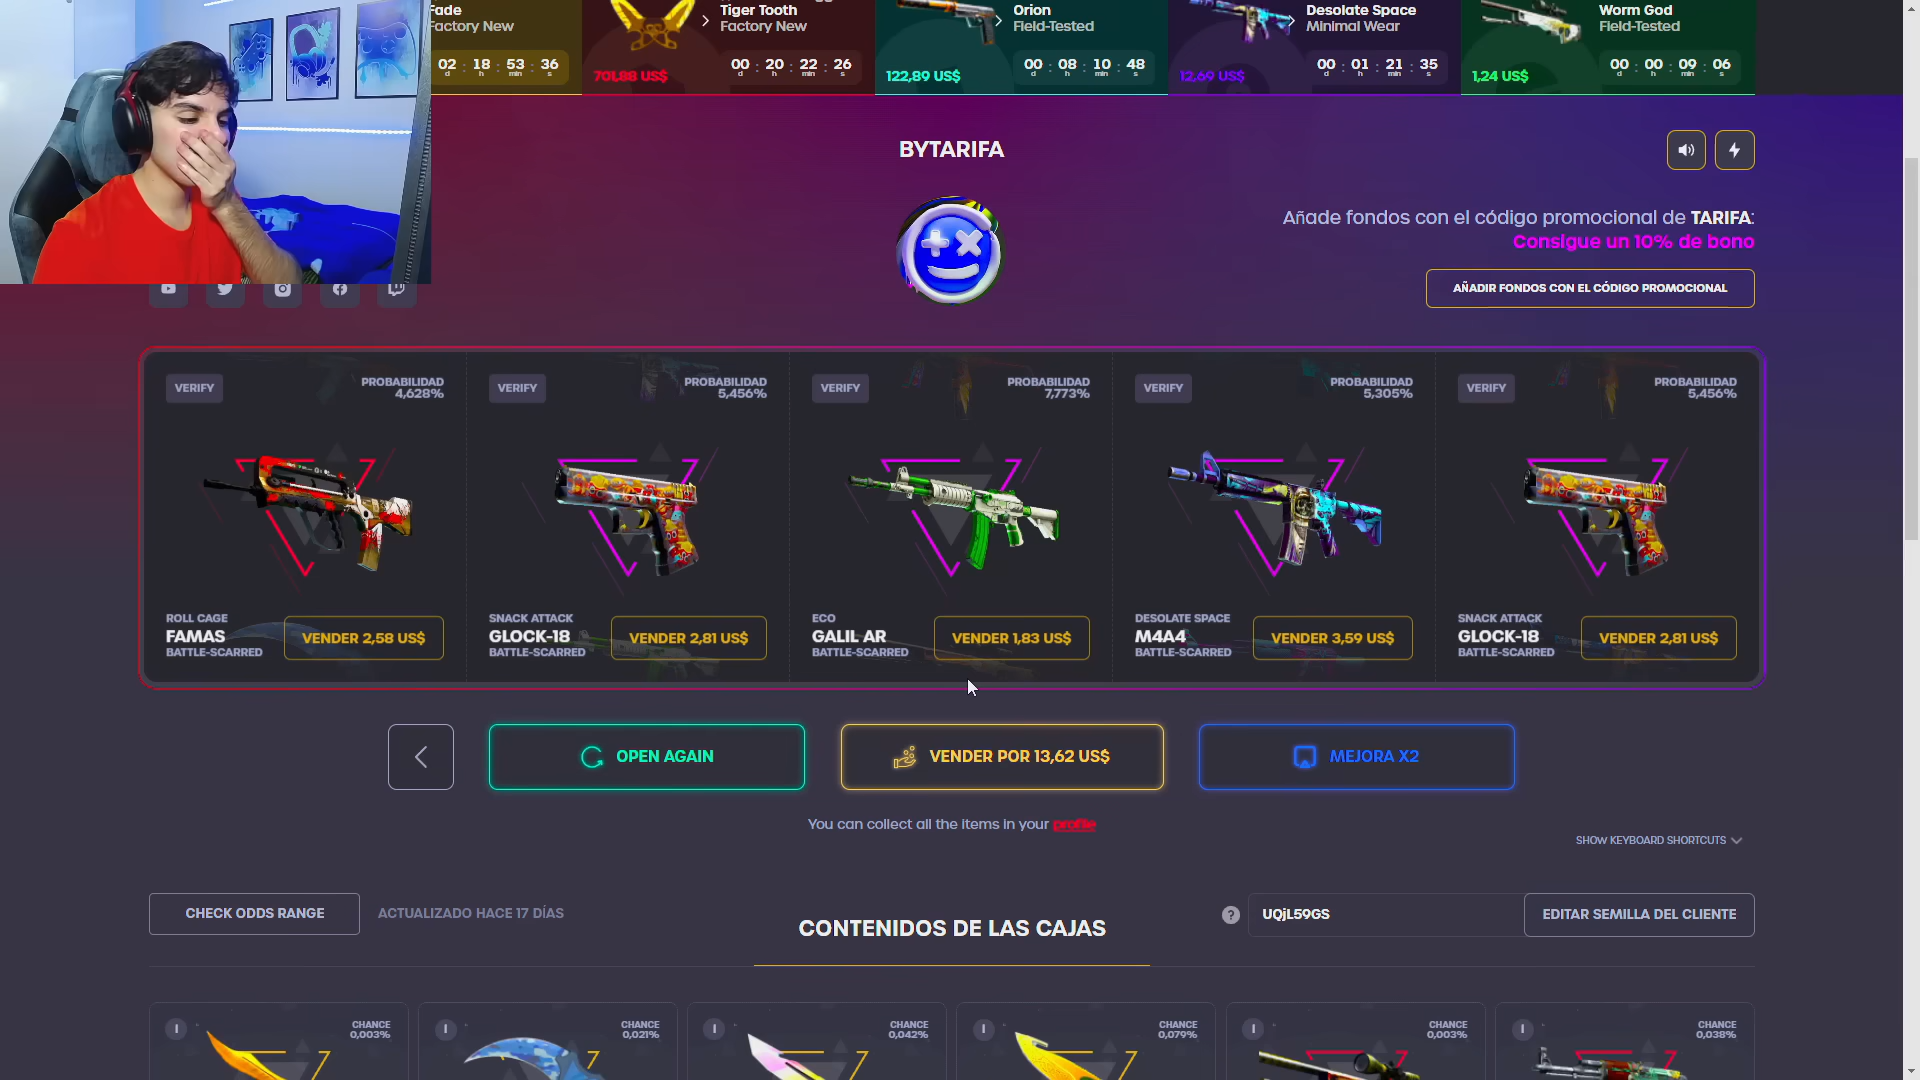 Fade
Factory New
02 : 18 : 53 : 36
d h min s
Tiger Tooth
Factory New
701,88 US$
00 : 20 : 22 : 26
d h min s
Orion
Field-Tested
122,89 US$
00 : 08 : 10 : 48
d h min s
Desolate Space
Minimal Wear
12,69 US$
00 : 01 : 21 : 35
d h min s
Worm God
Field-Tested
1,24 US$
00 : 00 : 09 : 06
d h min s
BYTARIFA
Añade fondos con el código promocional de TARIFA:
Consigue un 10% de bono
AÑADIR FONDOS CON EL CÓDIGO PROMOCIONAL
VERIFY
PROBABILIDAD
4,628%
ROLL CAGE
FAMAS
BATTLE-SCARRED
VENDER 2,58 US$
VERIFY
PROBABILIDAD
5,456%
SNACK ATTACK
GLOCK-18
BATTLE-SCARRED
VENDER 2,81 US$
VERIFY
PROBABILIDAD
7,773%
ECO
GALIL AR
BATTLE-SCARRED
VENDER 1,83 US$
VERIFY
PROBABILIDAD
5,305%
DESOLATE SPACE
M4A4
BATTLE-SCARRED
VENDER 3,59 US$
VERIFY
PROBABILIDAD
5,456%
SNACK ATTACK
GLOCK-18
BATTLE-SCARRED
VENDER 2,81 US$
OPEN AGAIN
VENDER POR 13,62 US$
MEJORA X2
You can collect all the items in your profile
SHOW KEYBOARD SHORTCUTS
CHECK ODDS RANGE
ACTUALIZADO HACE 17 DÍAS
CONTENIDOS DE LAS CAJAS
?
UQjL59GS
EDITAR SEMILLA DEL CLIENTE
I
CHANCE
0,003%
I
CHANCE
0,021%
I
CHANCE
0,042%
I
CHANCE
0,079%
I
CHANCE
0,003%
I
CHANCE
0,038%